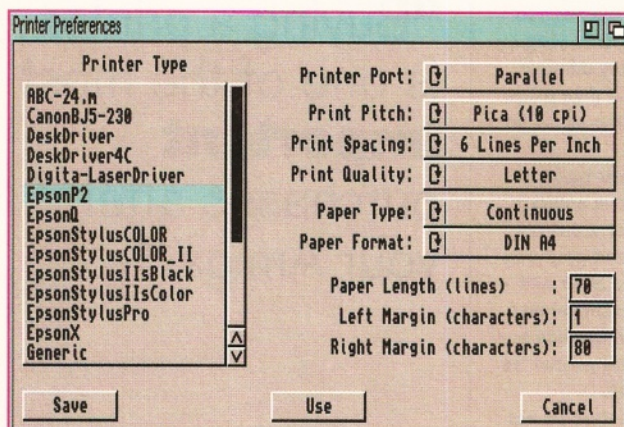 Printer Preferences
Printer Type
ABC-24.m
CanonBJ5-230
DeskDriver
DeskDriver4C
Digita-LaserDriver
EpsonP2
EpsonQ
EpsonStylusCOLOR
EpsonStylusCOLOR_II
EpsonStylusIIsBlack
EpsonStylusIIsColor
EpsonStylusPro
EpsonX
Generic
Printer Port: Parallel
Print Pitch: Pica (10 cpi)
Print Spacing: 6 Lines Per Inch
Print Quality: Letter
Paper Type: Continuous
Paper Format: DIN A4
Paper Length (lines) : 70
Left Margin (characters): 1
Right Margin (characters): 80
Save
Use
Cancel